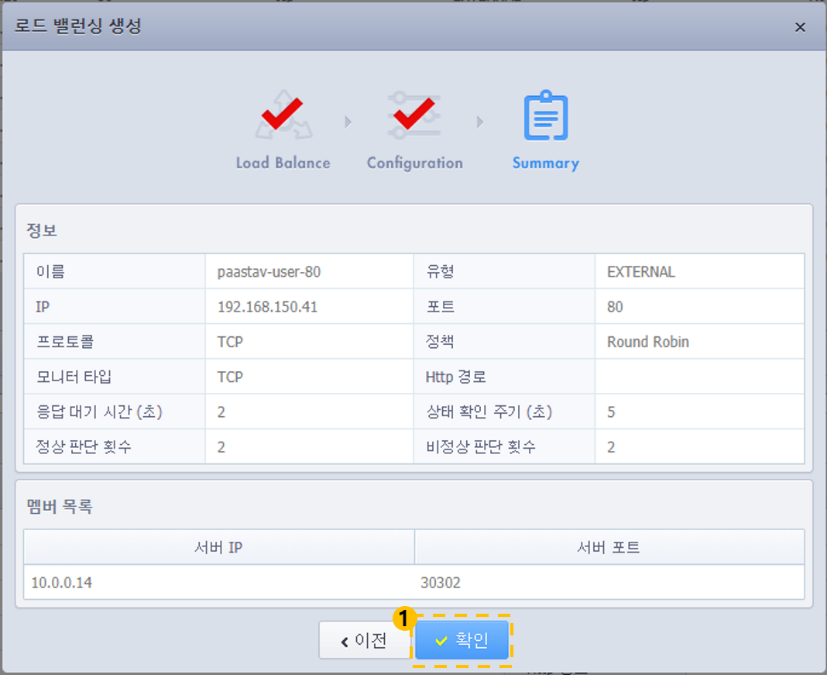 로드 밸런싱 생성 ×
Load Balance Configuration Summary
정보
이름 paastav-user-80 유형 EXTERNAL
IP 192.168.150.41 포트 80
프로토콜 TCP 정책 Round Robin
모니터 타입 TCP Http 경로
응답 대기 시간 (초) 2 상태 확인 주기 (초) 5
정상 판단 횟수 2 비정상 판단 횟수 2
멤버 목록
서버 IP 서버 포트
10.0.0.14 30302
1
이전 확인